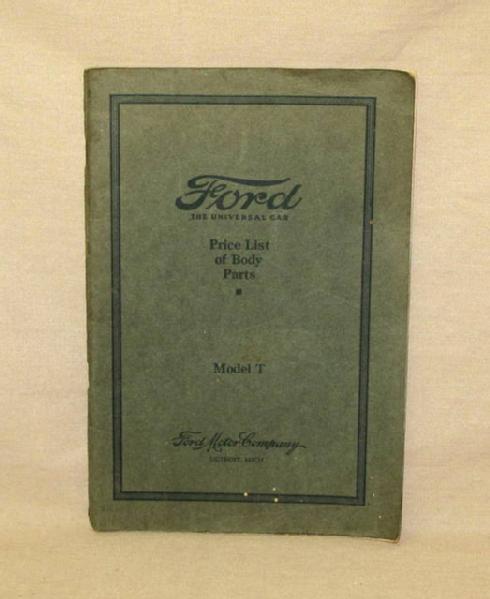 Ford
THE UNIVERSAL CAR
Price List
of Body
Parts
Model T
Ford Motor Company
DETROIT, MICH